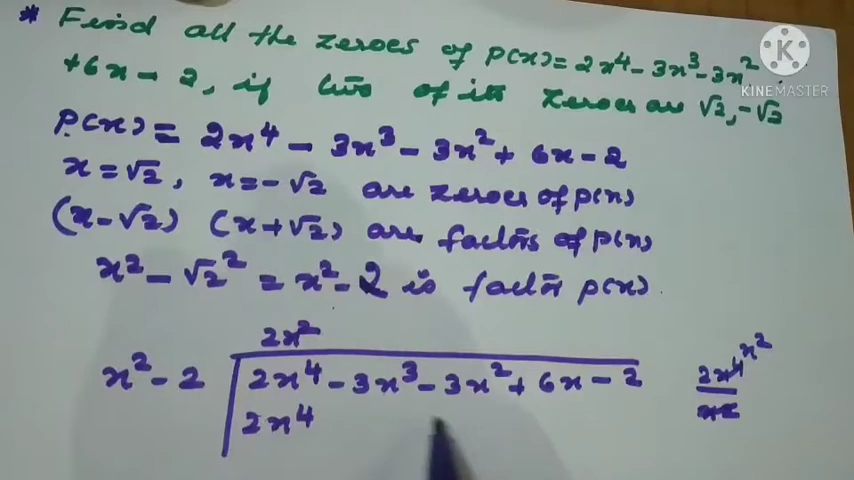 * Find all the zeroes of P(x) = 2x⁴ - 3x³ - 3x²
+6x - 2, if two of its zeroes are √2, -√2
P(x) = 2x⁴ - 3x³ - 3x² + 6x - 2
x = √2, x = -√2 are zeroes of p(x)
(x - √2) (x + √2) are factors of p(x)
x² - √2² = x² - 2 is factor p(x)
2x²
x² - 2 2x⁴ - 3x³ - 3x² + 6x - 2
2x⁴
2x⁴ x²
K
KINEMASTER